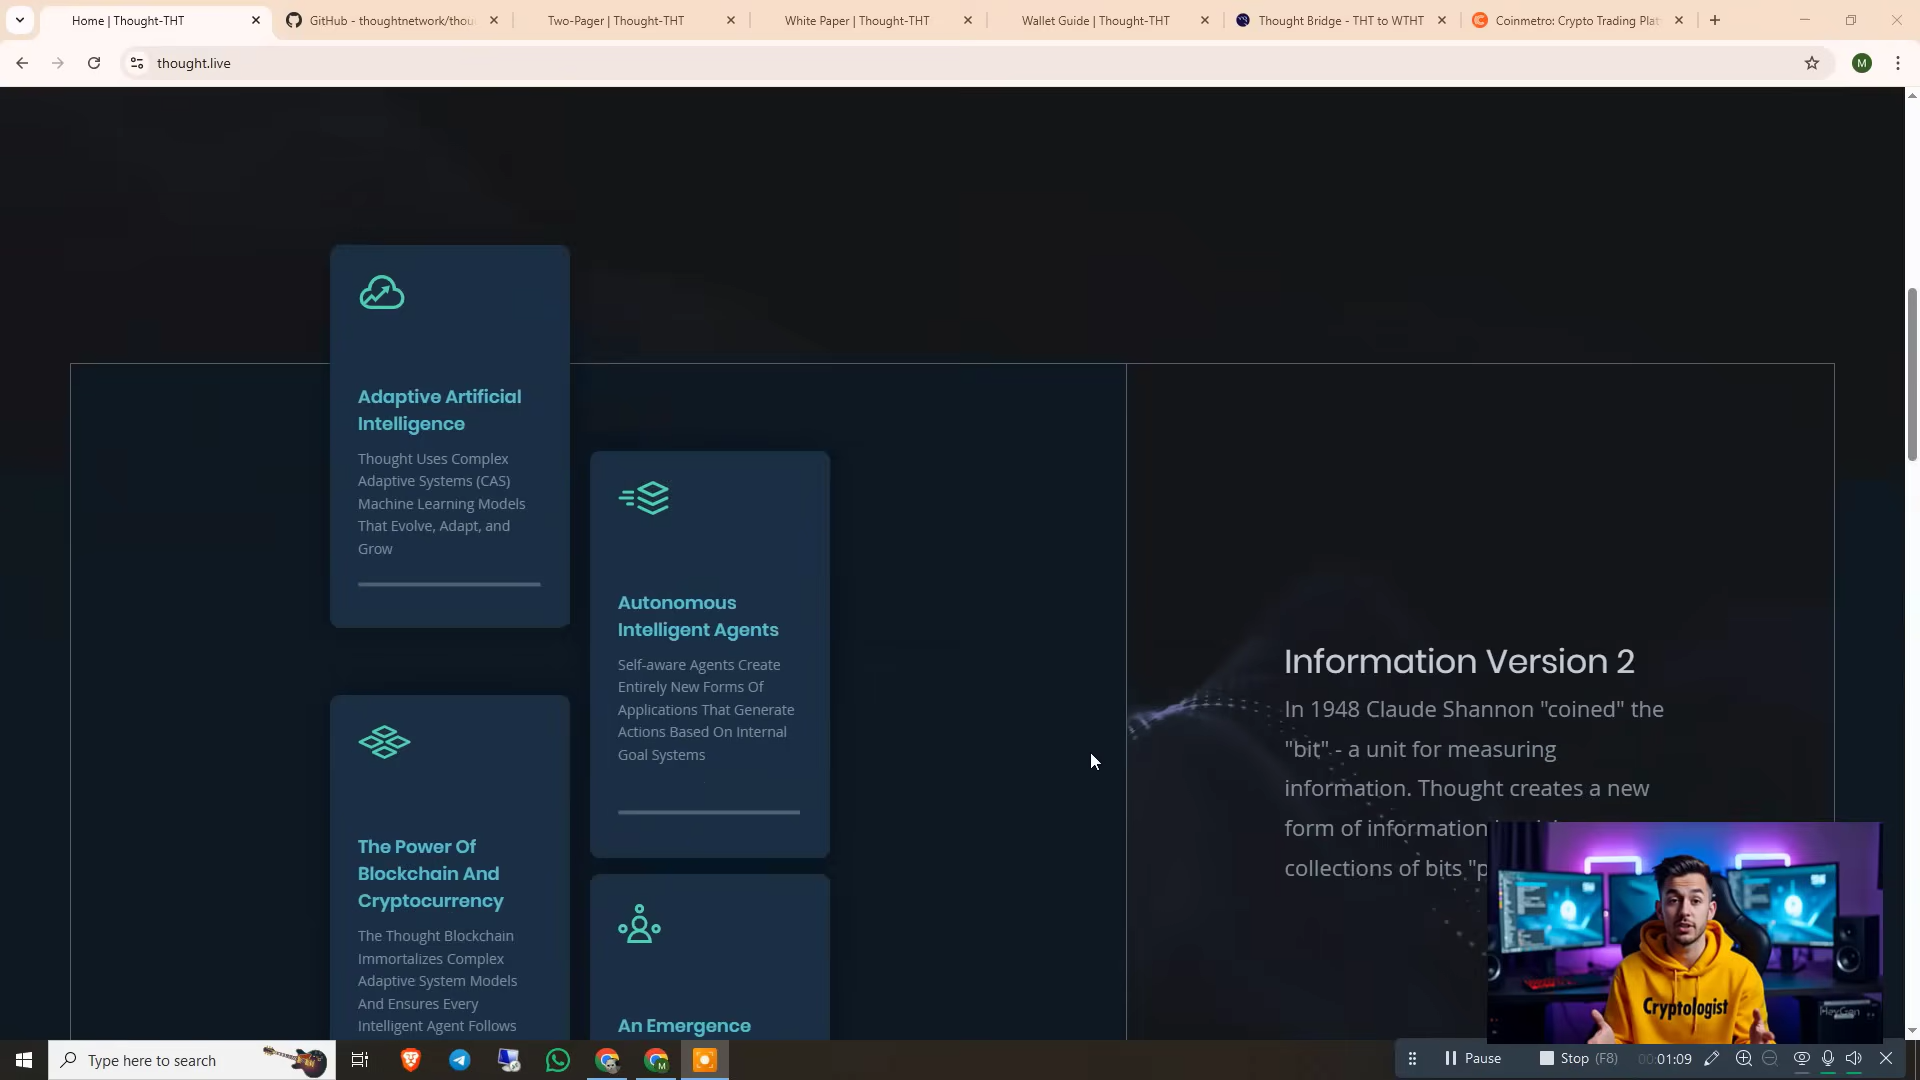 Home | Thought-THT
GitHub - thoughtnetwork/thou
Two-Pager | Thought-THT
White Paper | Thought-THT
Wallet Guide | Thought-THT
Thought Bridge - THT to WTHT
Coinmetro: Crypto Trading Plat
thought.live
M
Adaptive Artificial
Intelligence
Thought Uses Complex
Adaptive Systems (CAS)
Machine Learning Models
That Evolve, Adapt, and
Grow
Autonomous
Intelligent Agents
Self-aware Agents Create
Entirely New Forms Of
Applications That Generate
Actions Based On Internal
Goal Systems
The Power Of
Blockchain And
Cryptocurrency
The Thought Blockchain
Immortalizes Complex
Adaptive System Models
And Ensures Every
Intelligent Agent Follows
An Emergence
Information Version 2
In 1948 Claude Shannon "coined" the
"bit" - a unit for measuring
information. Thought creates a new
form of information
collections of bits "p
Cryptologist
HeyGen
Type here to search
M
Pause
Stop (F8)
00:01:09